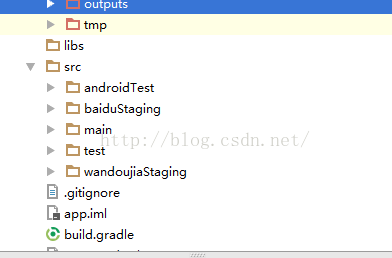 outputs
tmp
libs
src
androidTest
baiduStaging
main
http://blog.csdn.net/
test
wandoujiaStaging
.gitignore
app.iml
build.gradle